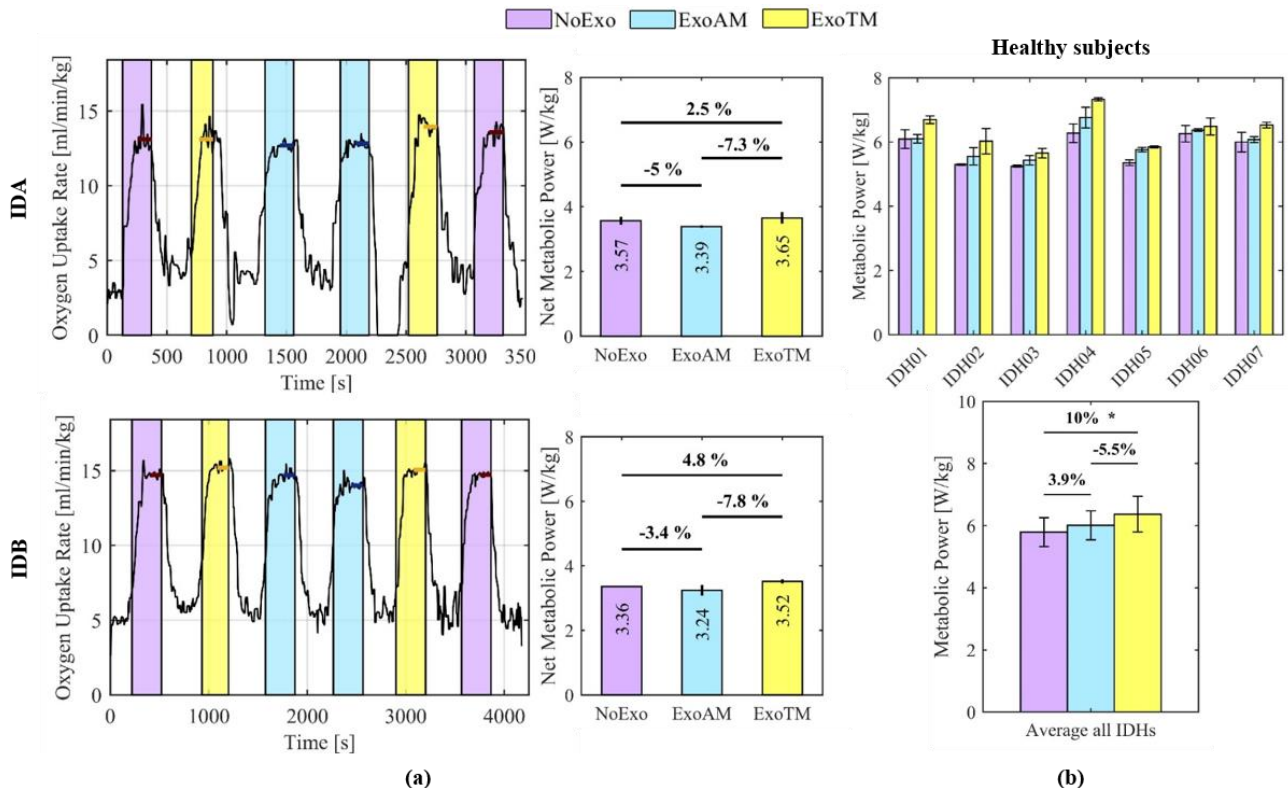 NoExo ExoAM ExoTM
IDA
Oxygen Uptake Rate [ml/min/kg]
15
10
5
0
0 500 1000 1500 2000 2500 3000 3500
Time [s]
Net Metabolic Power [W/kg]
8
6
4
2
0
2.5 %
-7.3 %
-5 %
3.57 3.39 3.65
NoExo ExoAM ExoTM
Healthy subjects
Metabolic Power [W/kg]
8
6
4
2
0
IDH01 IDH02 IDH03 IDH04 IDH05 IDH06 IDH07
IDB
Oxygen Uptake Rate [ml/min/kg]
15
10
5
0
0 1000 2000 3000 4000
Time [s]
Net Metabolic Power [W/kg]
8
6
4
2
0
4.8 %
-7.8 %
-3.4 %
3.36 3.24 3.52
NoExo ExoAM ExoTM
Metabolic Power [W/kg]
10
8
6
4
2
0
10% *
-5.5%
3.9%
Average all IDHs
(a) (b)